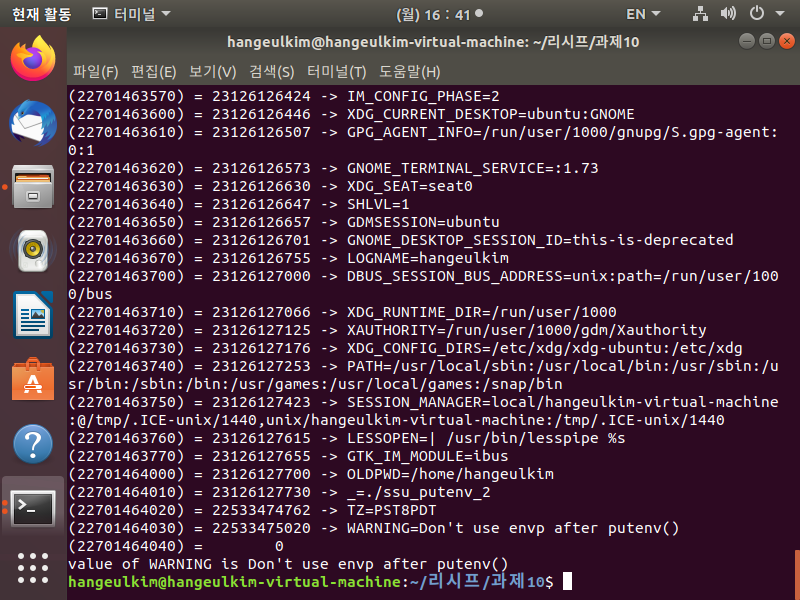 현재 활동 터미널 (월) 16 : 41 EN
hangeulkim@hangeulkim-virtual-machine: ~/리시프/과제10
파일(F) 편집(E) 보기(V) 검색(S) 터미널(T) 도움말(H)
(22701463570) = 23126126424 -> IM_CONFIG_PHASE=2
(22701463600) = 23126126446 -> XDG_CURRENT_DESKTOP=ubuntu:GNOME
(22701463610) = 23126126507 -> GPG_AGENT_INFO=/run/user/1000/gnupg/S.gpg-agent:
0:1
(22701463620) = 23126126573 -> GNOME_TERMINAL_SERVICE=:1.73
(22701463630) = 23126126630 -> XDG_SEAT=seat0
(22701463640) = 23126126647 -> SHLVL=1
(22701463650) = 23126126657 -> GDMSESSION=ubuntu
(22701463660) = 23126126701 -> GNOME_DESKTOP_SESSION_ID=this-is-deprecated
(22701463670) = 23126126755 -> LOGNAME=hangeulkim
(22701463700) = 23126127000 -> DBUS_SESSION_BUS_ADDRESS=unix:path=/run/user/100
0/bus
(22701463710) = 23126127066 -> XDG_RUNTIME_DIR=/run/user/1000
(22701463720) = 23126127125 -> XAUTHORITY=/run/user/1000/gdm/Xauthority
(22701463730) = 23126127176 -> XDG_CONFIG_DIRS=/etc/xdg/xdg-ubuntu:/etc/xdg
(22701463740) = 23126127253 -> PATH=/usr/local/sbin:/usr/local/bin:/usr/sbin:/u
sr/bin:/sbin:/bin:/usr/games:/usr/local/games:/snap/bin
(22701463750) = 23126127423 -> SESSION_MANAGER=local/hangeulkim-virtual-machine
:@/tmp/.ICE-unix/1440,unix/hangeulkim-virtual-machine:/tmp/.ICE-unix/1440
(22701463760) = 23126127615 -> LESSOPEN=| /usr/bin/lesspipe %s
(22701463770) = 23126127655 -> GTK_IM_MODULE=ibus
(22701464000) = 23126127700 -> OLDPWD=/home/hangeulkim
(22701464010) = 23126127730 -> _=./ssu_putenv_2
(22701464020) = 22533474762 -> TZ=PST8PDT
(22701464030) = 22533475020 -> WARNING=Don't use envp after putenv()
(22701464040) =           0
value of WARNING is Don't use envp after putenv()
hangeulkim@hangeulkim-virtual-machine:~/리시프/과제10$